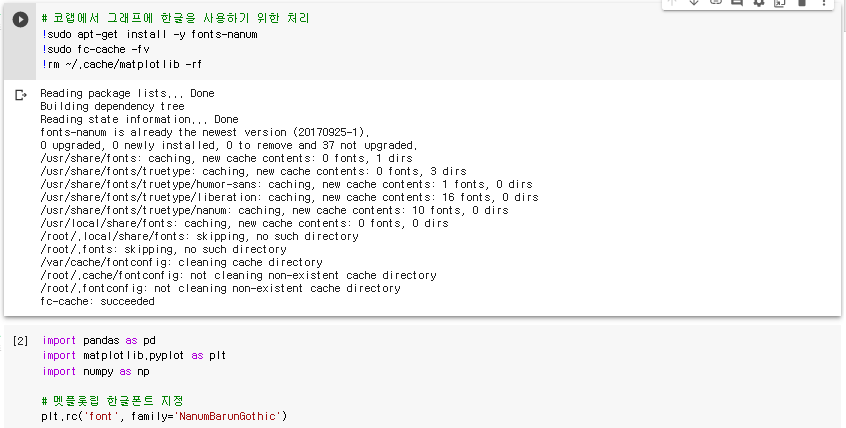 # 코랩에서 그래프에 한글을 사용하기 위한 처리
!sudo apt-get install -y fonts-nanum
!sudo fc-cache -fv
!rm ~/.cache/matplotlib -rf
Reading package lists... Done
Building dependency tree
Reading state information... Done
fonts-nanum is already the newest version (20170925-1).
0 upgraded, 0 newly installed, 0 to remove and 37 not upgraded.
/usr/share/fonts: caching, new cache contents: 0 fonts, 1 dirs
/usr/share/fonts/truetype: caching, new cache contents: 0 fonts, 3 dirs
/usr/share/fonts/truetype/humor-sans: caching, new cache contents: 1 fonts, 0 dirs
/usr/share/fonts/truetype/liberation: caching, new cache contents: 16 fonts, 0 dirs
/usr/share/fonts/truetype/nanum: caching, new cache contents: 10 fonts, 0 dirs
/usr/local/share/fonts: caching, new cache contents: 0 fonts, 0 dirs
/root/.local/share/fonts: skipping, no such directory
/root/.fonts: skipping, no such directory
/var/cache/fontconfig: cleaning cache directory
/root/.cache/fontconfig: not cleaning non-existent cache directory
/root/.fontconfig: not cleaning non-existent cache directory
fc-cache: succeeded
[2] import pandas as pd
import matplotlib.pyplot as plt
import numpy as np
# 멧플롯립 한글폰트 지정
plt.rc('font', family='NanumBarunGothic')